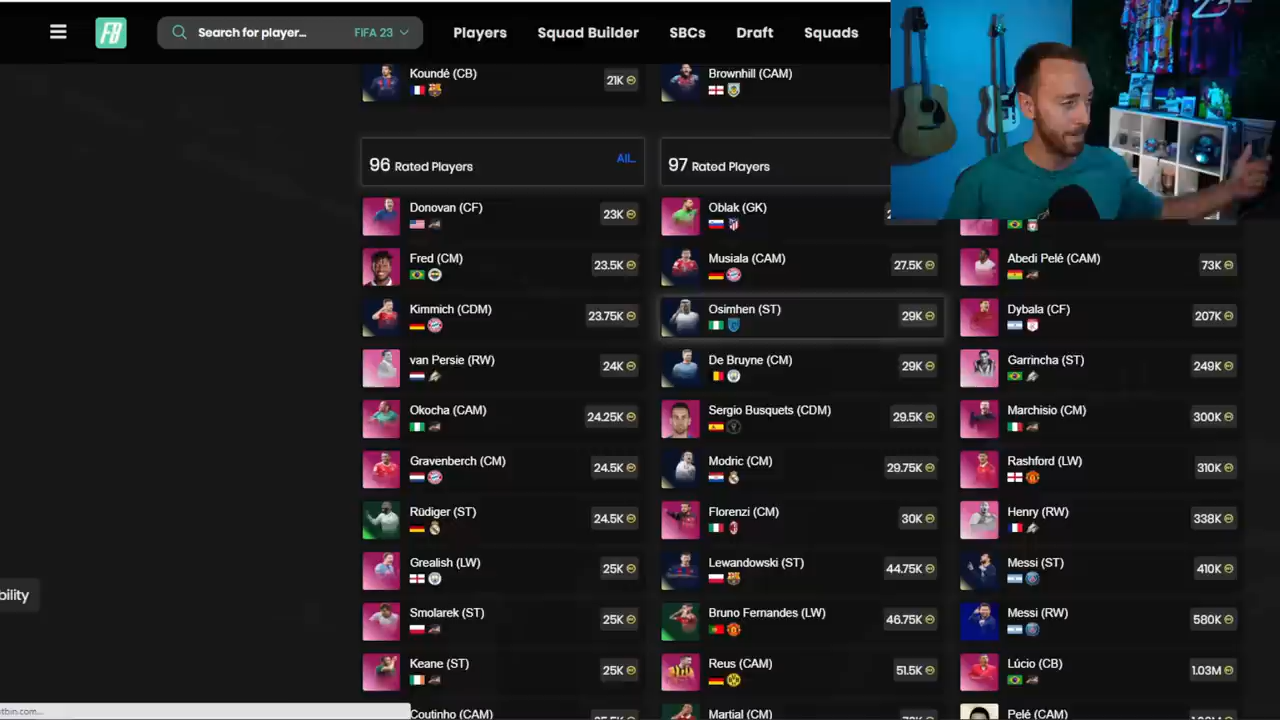 FB
Search for player...
FIFA 23
Players
Squad Builder
SBCs
Draft
Squads
Koundé (CB)
21K
Brownhill (CAM)
96 Rated Players
All..
97 Rated Players
Donovan (CF)
23K
Oblak (GK)
Fred (CM)
23.5K
Musiala (CAM)
27.5K
Abedi Pelé (CAM)
73K
Kimmich (CDM)
23.75K
Osimhen (ST)
29K
Dybala (CF)
207K
van Persie (RW)
24K
De Bruyne (CM)
29K
Garrincha (ST)
249K
Okocha (CAM)
24.25K
Sergio Busquets (CDM)
29.5K
Marchisio (CM)
300K
Gravenberch (CM)
24.5K
Modric (CM)
29.75K
Rashford (LW)
310K
Rüdiger (ST)
24.5K
Florenzi (CM)
30K
Henry (RW)
338K
Grealish (LW)
25K
Lewandowski (ST)
44.75K
Messi (ST)
410K
bility
Smolarek (ST)
25K
Bruno Fernandes (LW)
46.75K
Messi (RW)
580K
Keane (ST)
25K
Reus (CAM)
51.5K
Lúcio (CB)
1.03M
tbin.com...
Coutinho (CAM)
Martial (CM)
Pelé (CAM)